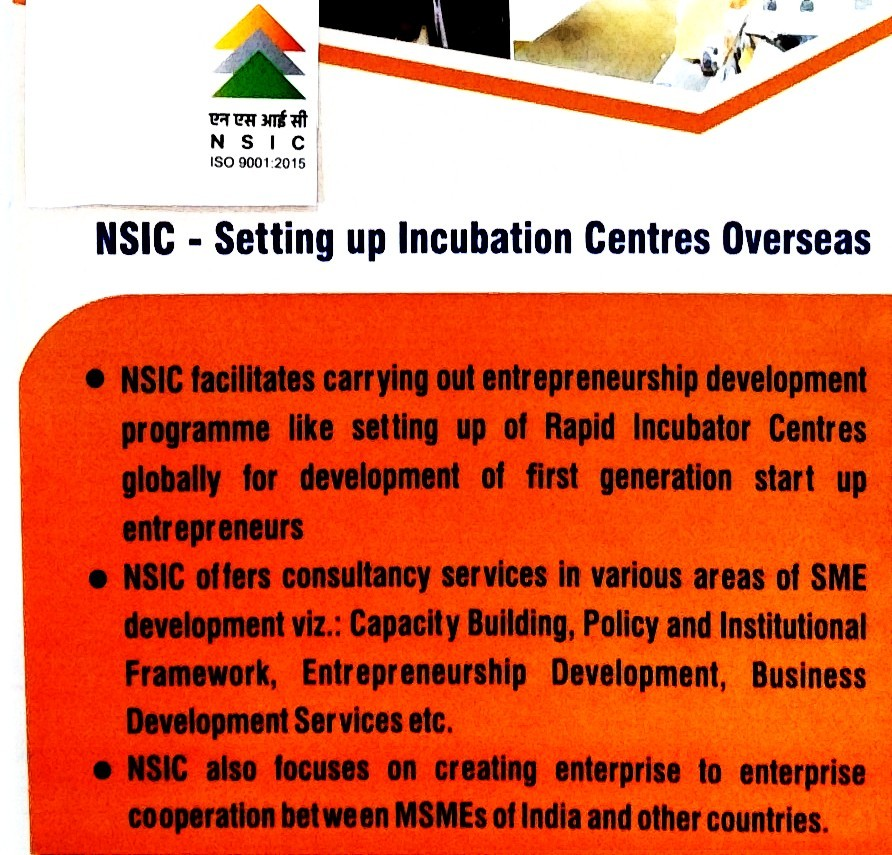 एन एस आई सी
N S I C
ISO 9001:2015
NSIC - Setting up Incubation Centres Overseas
● NSIC facilitates carrying out entrepreneurship development
programme like setting up of Rapid Incubator Centres
globally for development of first generation start up
entrepreneurs
● NSIC offers consultancy services in various areas of SME
development viz.: Capacity Building, Policy and Institutional
Framework, Entrepreneurship Development, Business
Development Services etc.
● NSIC also focuses on creating enterprise to enterprise
cooperation between MSMEs of India and other countries.